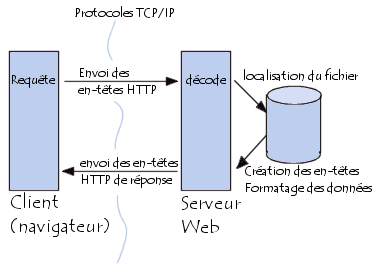 Protocoles TCP/IP
Requête
Envoi des
en-têtes HTTP
décode
localisation du fichier
envoi des en-têtes
HTTP de réponse
Création des en-têtes
Formatage des données
Client
(navigateur)
Serveur
Web